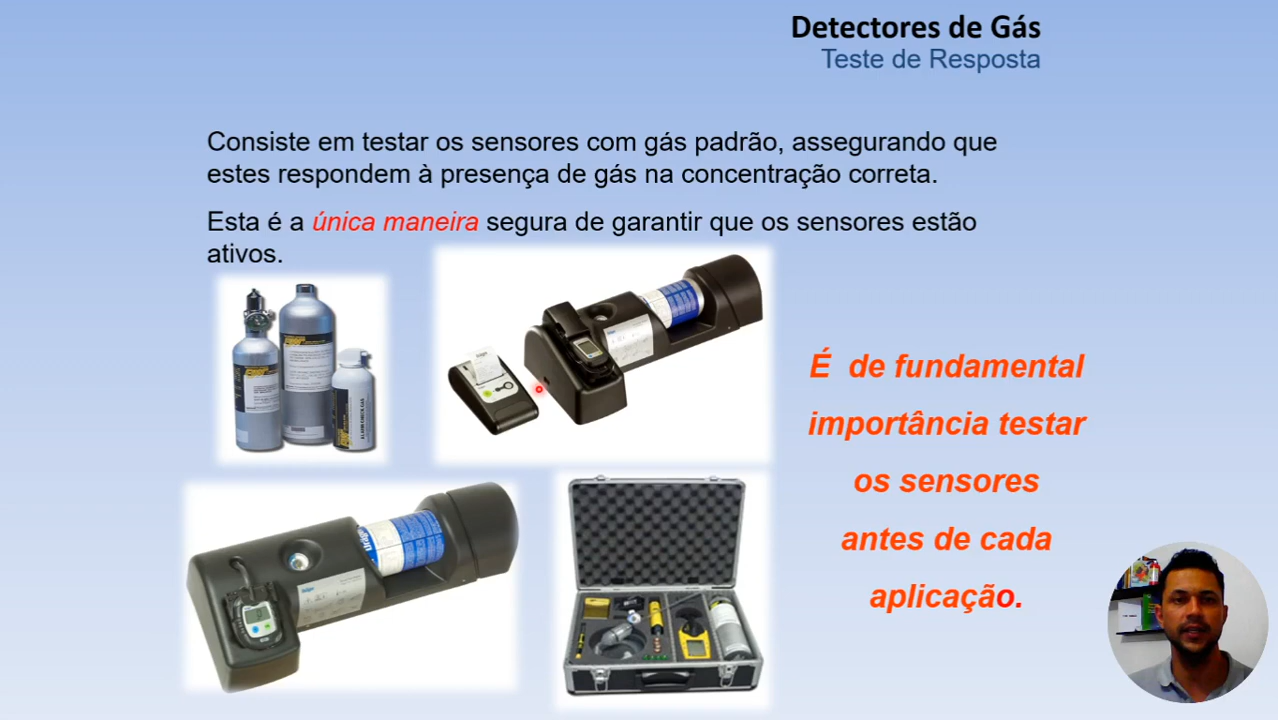 Detectores de Gás
Teste de Resposta
Consiste em testar os sensores com gás padrão, assegurando que
estes respondem à presença de gás na concentração correta.
Esta é a única maneira segura de garantir que os sensores estão
ativos.
É  de fundamental
importância testar
os sensores
antes de cada
aplicação.
Dräger